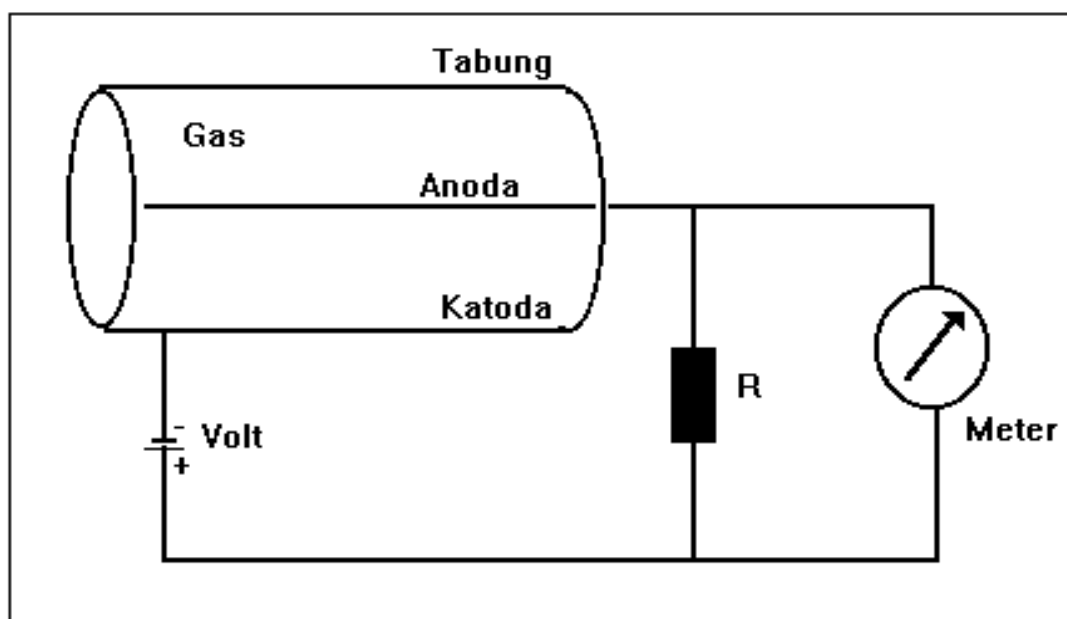 Tabung
Gas
Anoda
Katoda
-
Volt
+
R
Meter